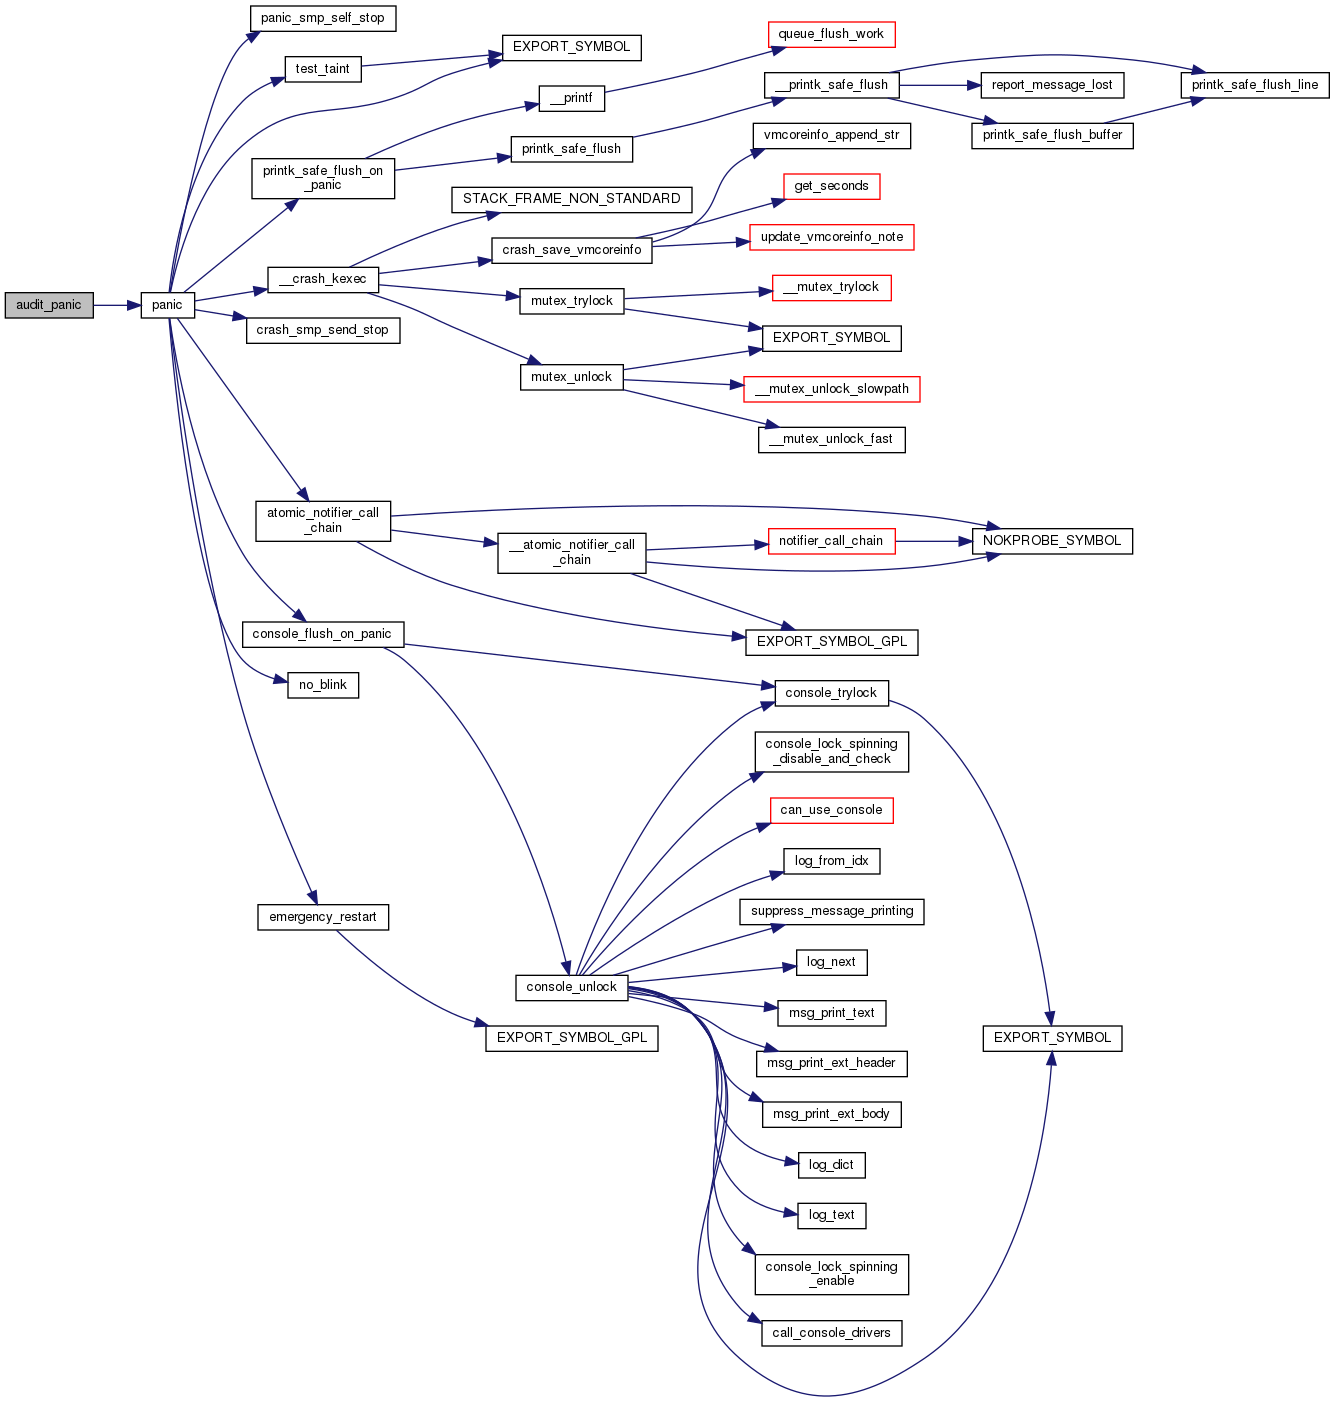 panic_smp_self_stop
queue_flush_work
EXPORT_SYMBOL
test_taint
__printk_safe_flush
report_message_lost
printk_safe_flush_line
__printf
vmcoreinfo_append_str
printk_safe_flush_buffer
printk_safe_flush
printk_safe_flush_on
_panic
get_seconds
STACK_FRAME_NON_STANDARD
update_vmcoreinfo_note
crash_save_vmcoreinfo
__crash_kexec
__mutex_trylock
mutex_trylock
audit_panic
panic
crash_smp_send_stop
EXPORT_SYMBOL
mutex_unlock
__mutex_unlock_slowpath
__mutex_unlock_fast
atomic_notifier_call
_chain
__atomic_notifier_call
_chain
notifier_call_chain
NOKPROBE_SYMBOL
console_flush_on_panic
EXPORT_SYMBOL_GPL
no_blink
console_trylock
console_lock_spinning
_disable_and_check
can_use_console
log_from_idx
emergency_restart
suppress_message_printing
log_next
console_unlock
msg_print_text
EXPORT_SYMBOL_GPL
EXPORT_SYMBOL
msg_print_ext_header
msg_print_ext_body
log_dict
log_text
console_lock_spinning
_enable
call_console_drivers